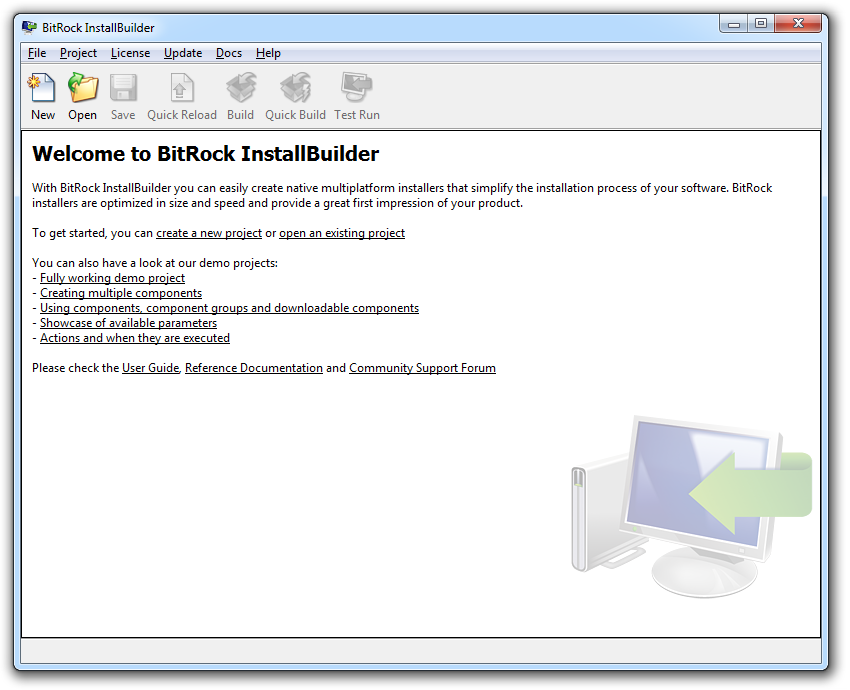 BitRock InstallBuilder
File Project License Update Docs Help
New Open Save Quick Reload Build Quick Build Test Run
Welcome to BitRock InstallBuilder
With BitRock InstallBuilder you can easily create native multiplatform installers that simplify the installation process of your software. BitRock
installers are optimized in size and speed and provide a great first impression of your product.
To get started, you can create a new project or open an existing project
You can also have a look at our demo projects:
- Fully working demo project
- Creating multiple components
- Using components, component groups and downloadable components
- Showcase of available parameters
- Actions and when they are executed
Please check the User Guide, Reference Documentation and Community Support Forum